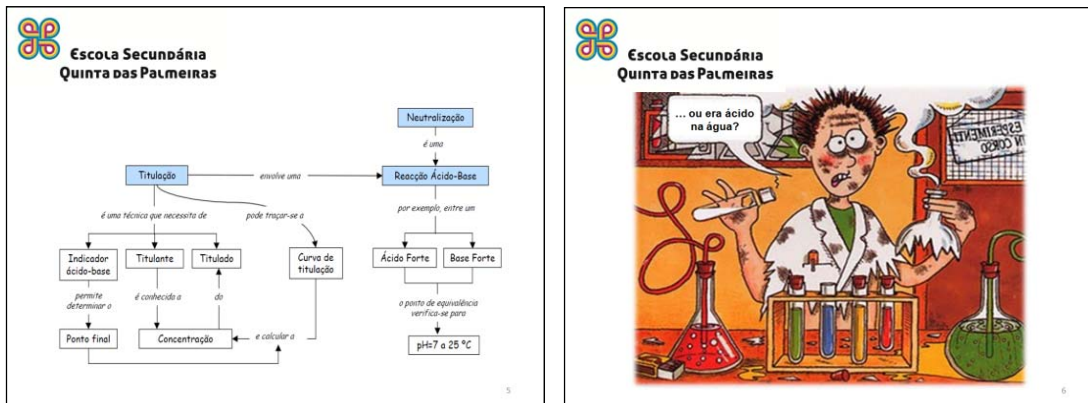 Escola Secundária
Quinta das Palmeiras
Neutralização
é uma
Titulação
envolve uma
Reacção Ácido-Base
é uma técnica que necessita de
pode traçar-se a
por exemplo, entre um
Indicador
ácido-base
Titulante
Titulado
Curva de
titulação
Ácido Forte
Base Forte
permite
determinar o
é conhecida a
do
o ponto de equivalência
verifica-se para
Ponto final
Concentração
e calcular a
pH=7 a 25 ºC
5
Escola Secundária
Quinta das Palmeiras
... ou era ácido
na água?
ESPERIMENTI
IN CORSO
6